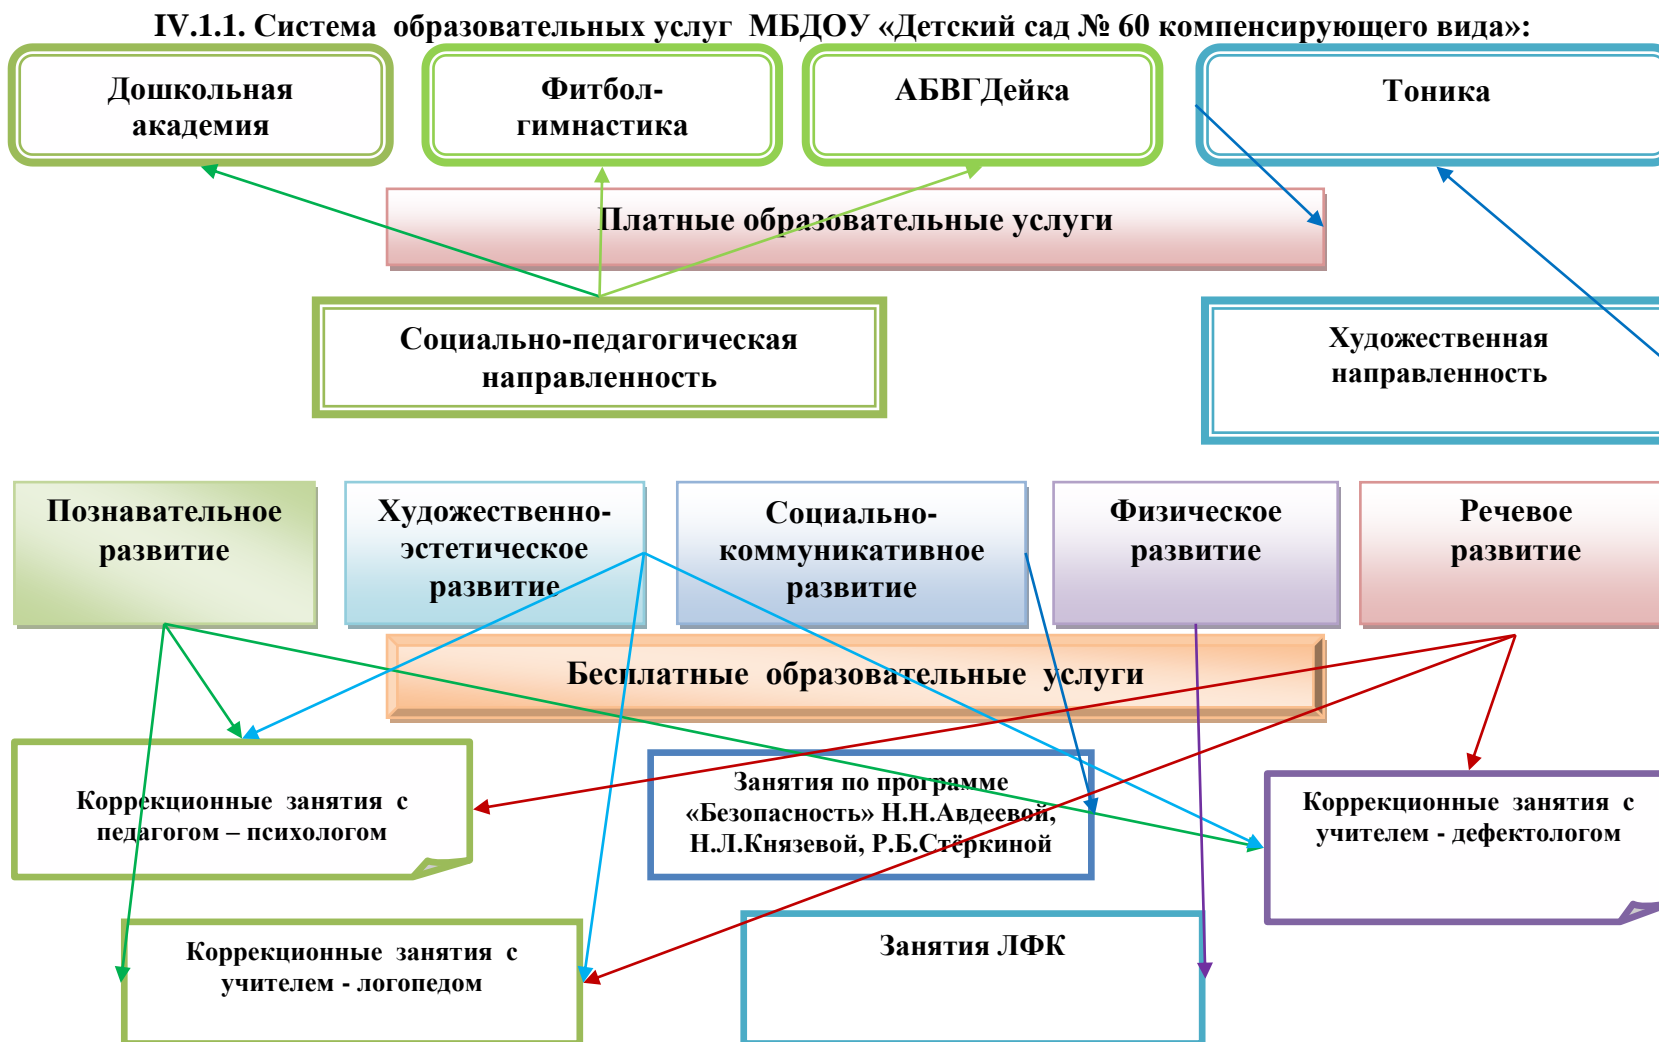 IV.1.1. Система образовательных услуг МБДОУ «Детский сад № 60 компенсирующего вида»:
Дошкольная
академия
Фитбол-
гимнастика
АБВГДейка
Тоника
Платные образовательные услуги
Социально-педагогическая
направленность
Художественная
направленность
Познавательное
развитие
Художественно-
эстетическое
развитие
Социально-
коммуникативное
развитие
Физическое
развитие
Речевое
развитие
Бесплатные образовательные услуги
Коррекционные занятия с
педагогом – психологом
Занятия по программе
«Безопасность» Н.Н.Авдеевой,
Н.Л.Князевой, Р.Б.Стёркиной
Коррекционные занятия с
учителем - дефектологом
Коррекционные занятия с
учителем - логопедом
Занятия ЛФК